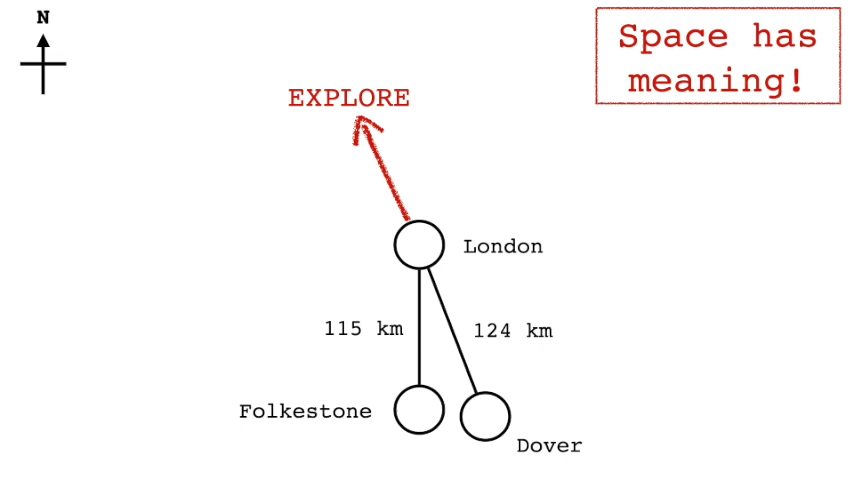 N
Space has
meaning!
EXPLORE
London
115 km
124 km
Folkestone
Dover